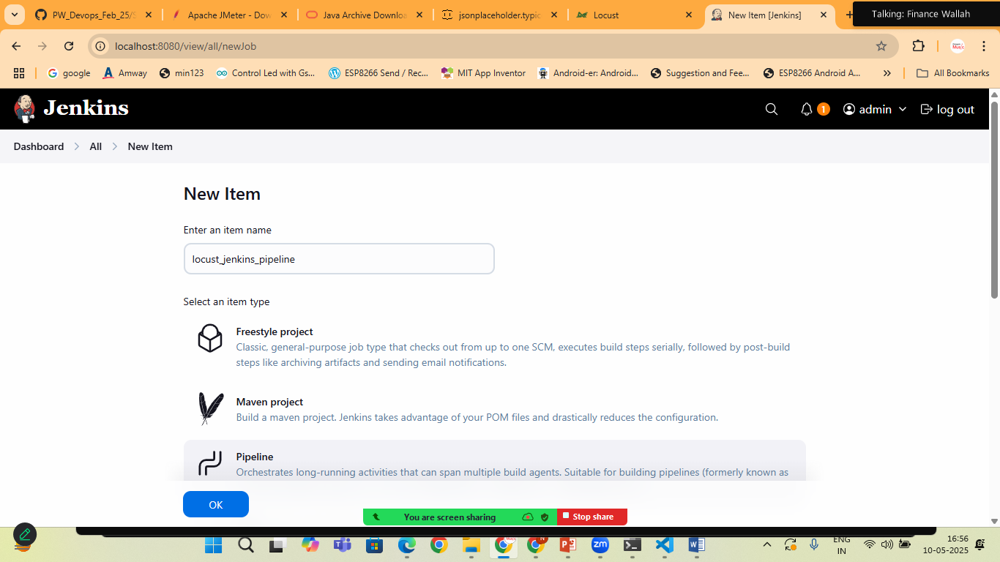 PW_Devops_Feb_25/S
Apache JMeter - Dow
Java Archive Downloa
jsonplaceholder.typic
Locust
New Item [Jenkins]
Talking: Finance Wallah
localhost:8080/view/all/newJob
google
Amway
min123
Control Led with Gs...
ESP8266 Send / Rec...
MIT App Inventor
Android-er: Android...
Suggestion and Fee...
ESP8266 Android A...
All Bookmarks
Jenkins
1
admin
log out
Dashboard
All
New Item
New Item
Enter an item name
locust_jenkins_pipeline
Select an item type
Freestyle project
Classic, general-purpose job type that checks out from up to one SCM, executes build steps serially, followed by post-build
steps like archiving artifacts and sending email notifications.
Maven project
Build a maven project. Jenkins takes advantage of your POM files and drastically reduces the configuration.
Pipeline
Orchestrates long-running activities that can span multiple build agents. Suitable for building pipelines (formerly known as
OK
You are screen sharing
Stop share
ENG
IN
16:56
10-05-2025